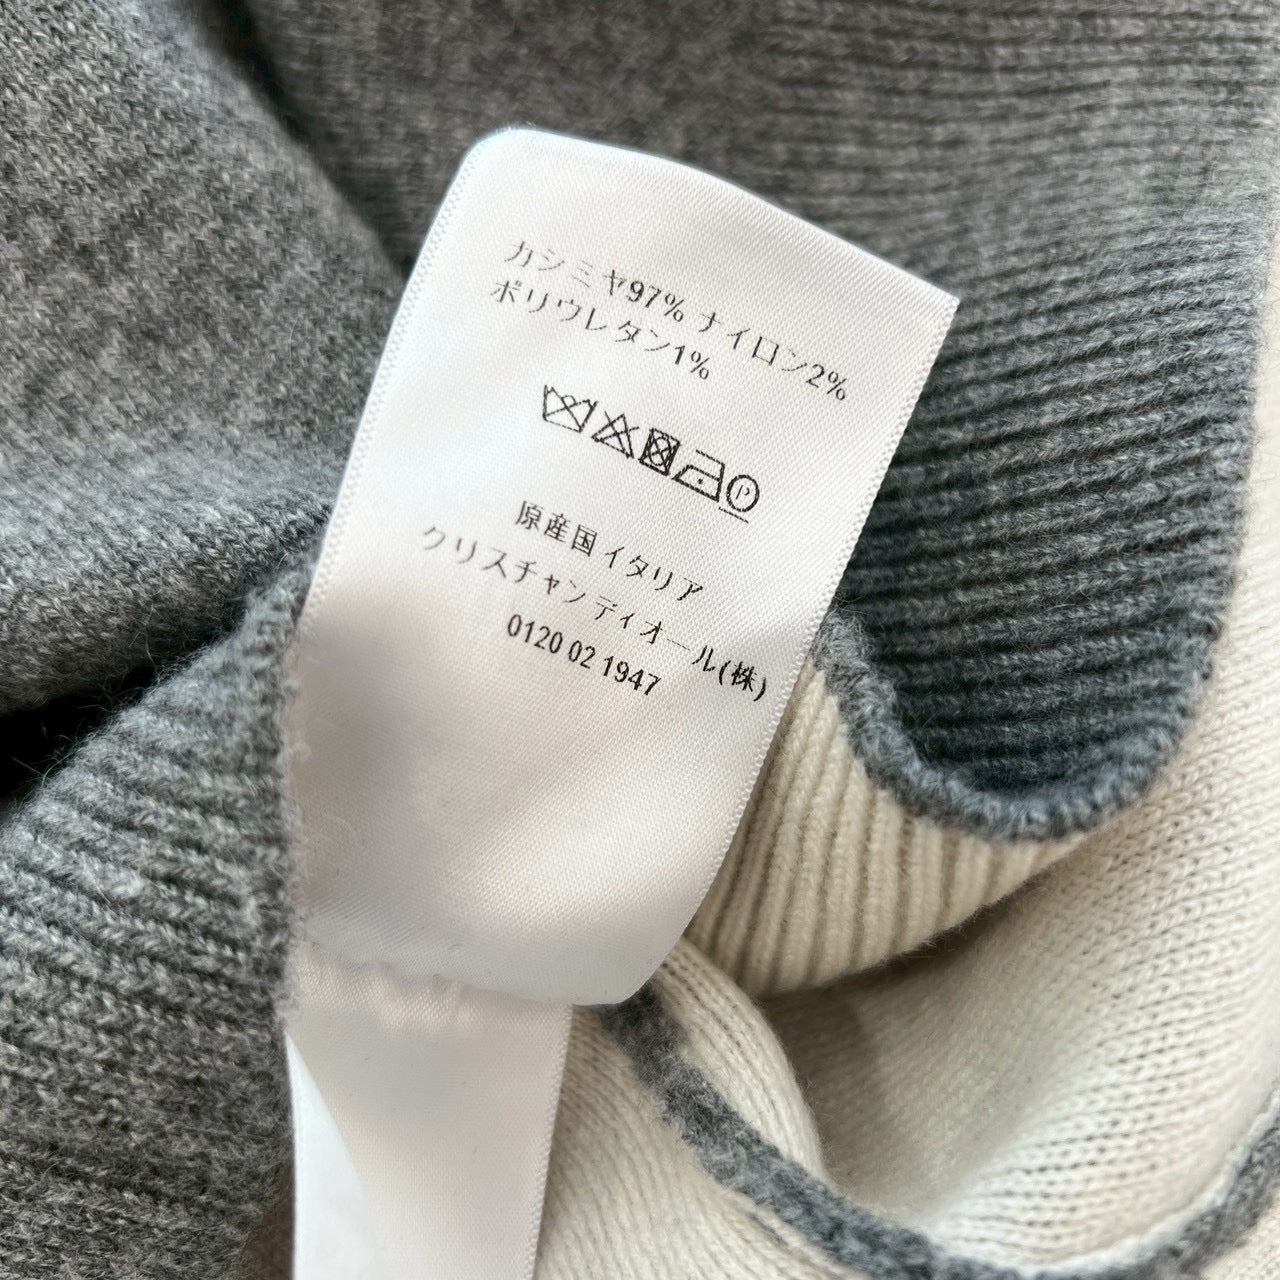 カシミヤ97% ナイロン2%
ポリウレタン1%
P
原産国 イタリア
クリスチャン ディオール(株)
0120 02 1947